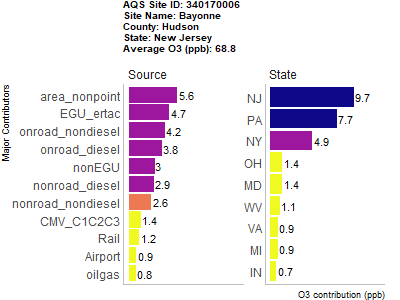 AQS Site ID: 340170006
Site Name: Bayonne
County: Hudson
State: New Jersey
Average O3 (ppb): 68.8
Major Contributors
Source
area_nonpoint 5.6
EGU_ertac 4.7
onroad_nondiesel 4.2
onroad_diesel 3.8
nonEGU 3
nonroad_diesel 2.9
nonroad_nondiesel 2.6
CMV_C1C2C3 1.4
Rail 1.2
Airport 0.9
oilgas 0.8
State
NJ 9.7
PA 7.7
NY 4.9
OH 1.4
MD 1.4
WV 1.1
VA 0.9
MI 0.9
IN 0.7
O3 contribution (ppb)